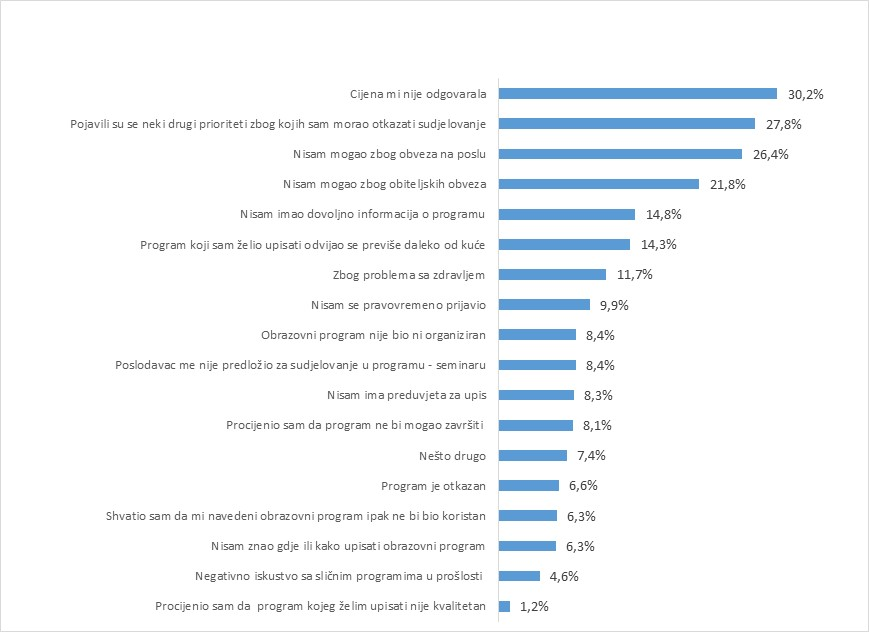 Cijena mi nije odgovarala 30,2%
Pojavili su se neki drugi prioriteti zbog kojih sam morao otkazati sudjelovanje 27,8%
Nisam mogao zbog obveza na poslu 26,4%
Nisam mogao zbog obiteljskih obveza 21,8%
Nisam imao dovoljno informacija o programu 14,8%
Program koji sam želio upisati odvijao se previše daleko od kuće 14,3%
Zbog problema sa zdravljem 11,7%
Nisam se pravovremeno prijavio 9,9%
Obrazovni program nije bio ni organiziran 8,4%
Poslodavac me nije predložio za sudjelovanje u programu - seminaru 8,4%
Nisam ima preduvjeta za upis 8,3%
Procijenio sam da program ne bi mogao završiti 8,1%
Nešto drugo 7,4%
Program je otkazan 6,6%
Shvatio sam da mi navedeni obrazovni program ipak ne bi bio koristan 6,3%
Nisam znao gdje ili kako upisati obrazovni program 6,3%
Negativno iskustvo sa sličnim programima u prošlosti 4,6%
Procijenio sam da program kojeg želim upisati nije kvalitetan 1,2%